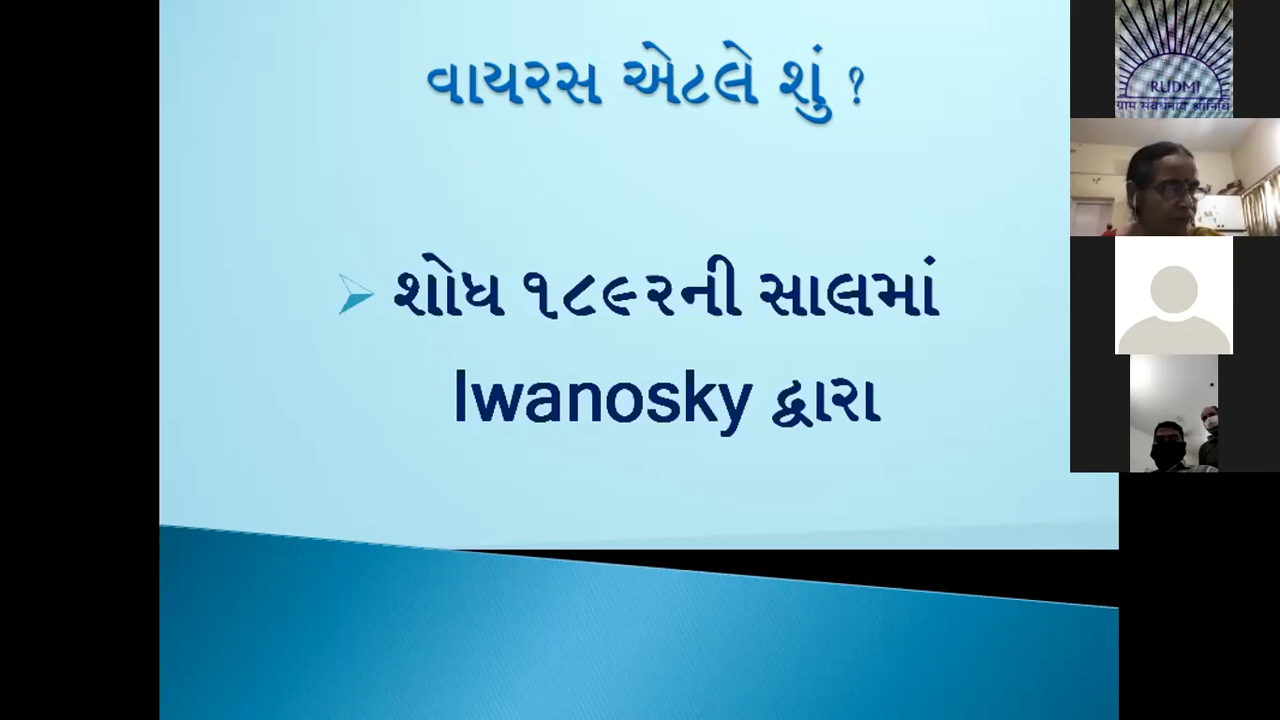 વાયરસ એટલે શું ?
શોધ ૧૮૯૨ની સાલમાં
Iwanosky દ્વારા
RUDMI